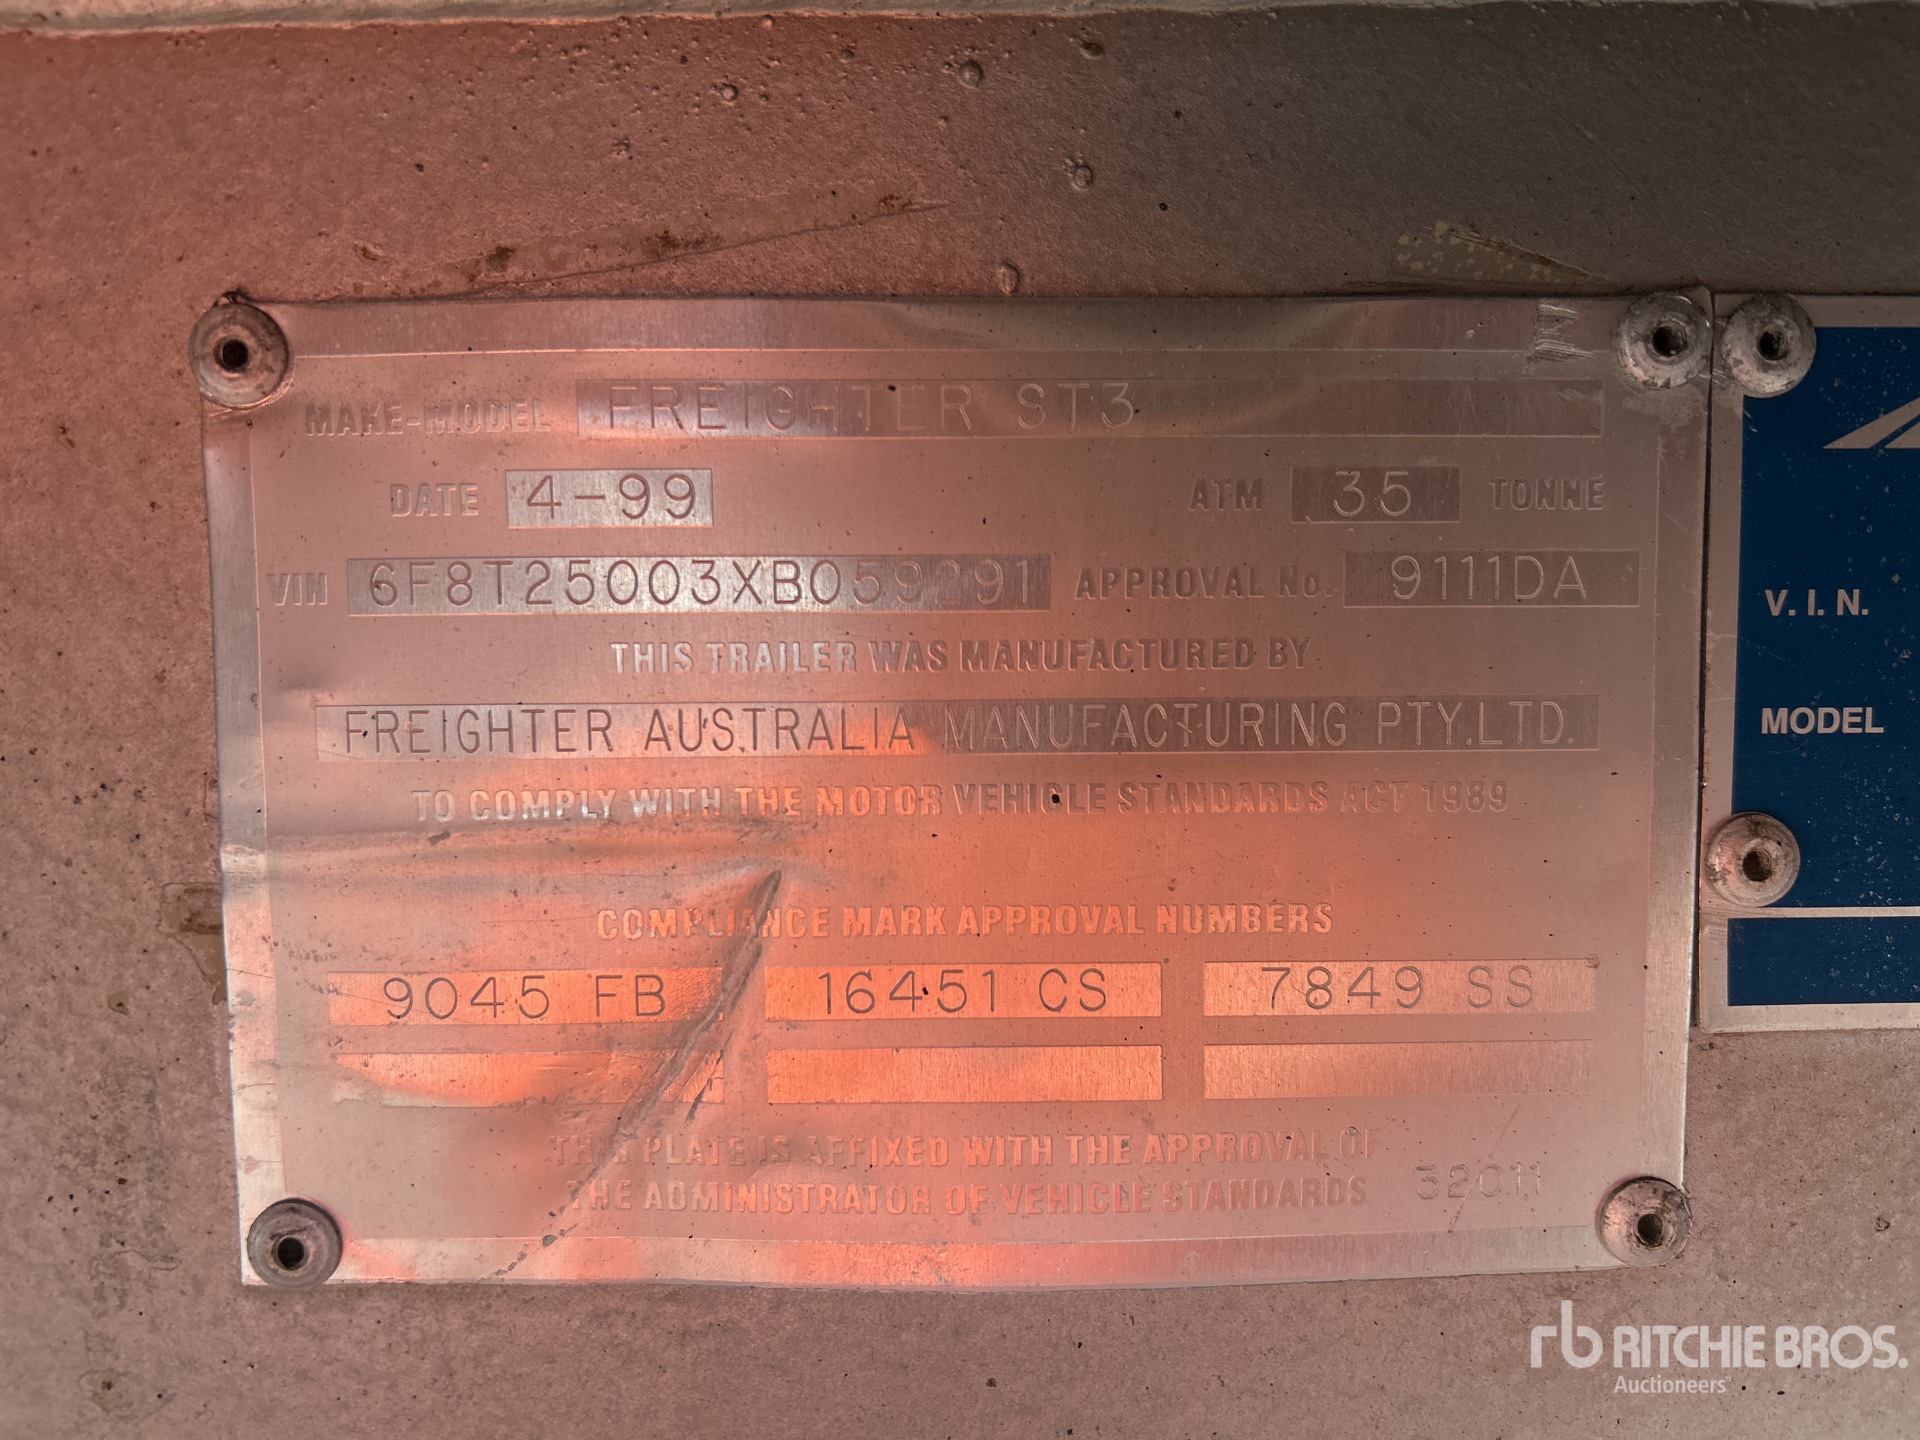 MAKE-MODEL FREIGHTER ST3
DATE 4-99 ATM 35 TONNE
VIN 6F8T25003XB059291 APPROVAL No. 9111DA
THIS TRAILER WAS MANUFACTURED BY
FREIGHTER AUSTRALIA MANUFACTURING PTY.LTD.
TO COMPLY WITH THE MOTOR VEHICLE STANDARDS ACT 1989
COMPLIANCE MARK APPROVAL NUMBERS
9045 FB 16451 CS 7849 SS
THIS PLATE IS AFFIXED WITH THE APPROVAL OF
THE ADMINISTRATOR OF VEHICLE STANDARDS 32011
V.I.N.
MODEL
rb RITCHIE BROS.
Auctioneers